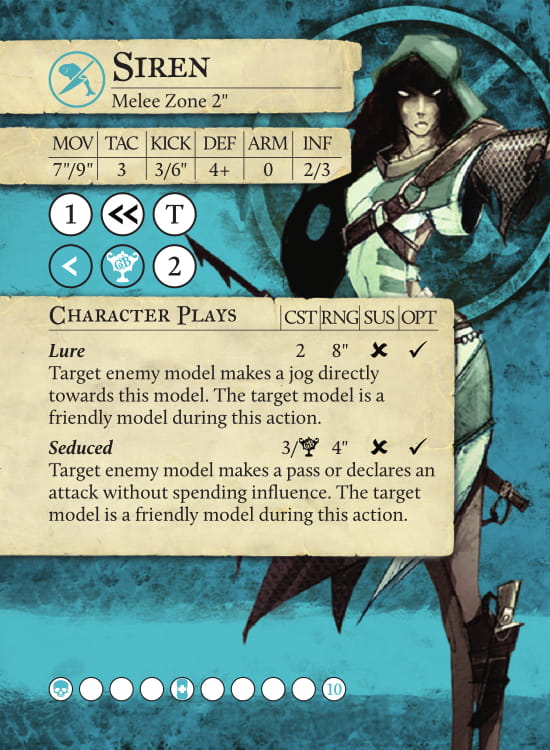 Siren
Melee Zone 2"
MOV TAC KICK DEF ARM INF
7"/9" 3 3/6" 4+ 0 2/3
1 << T
< GB 2
Character Plays CST RNG SUS OPT
Lure 2 8" ✘ ✓
Target enemy model makes a jog directly
towards this model. The target model is a
friendly model during this action.
Seduced 3/GB 4" ✘ ✓
Target enemy model makes a pass or declares an
attack without spending influence. The target
model is a friendly model during this action.
10